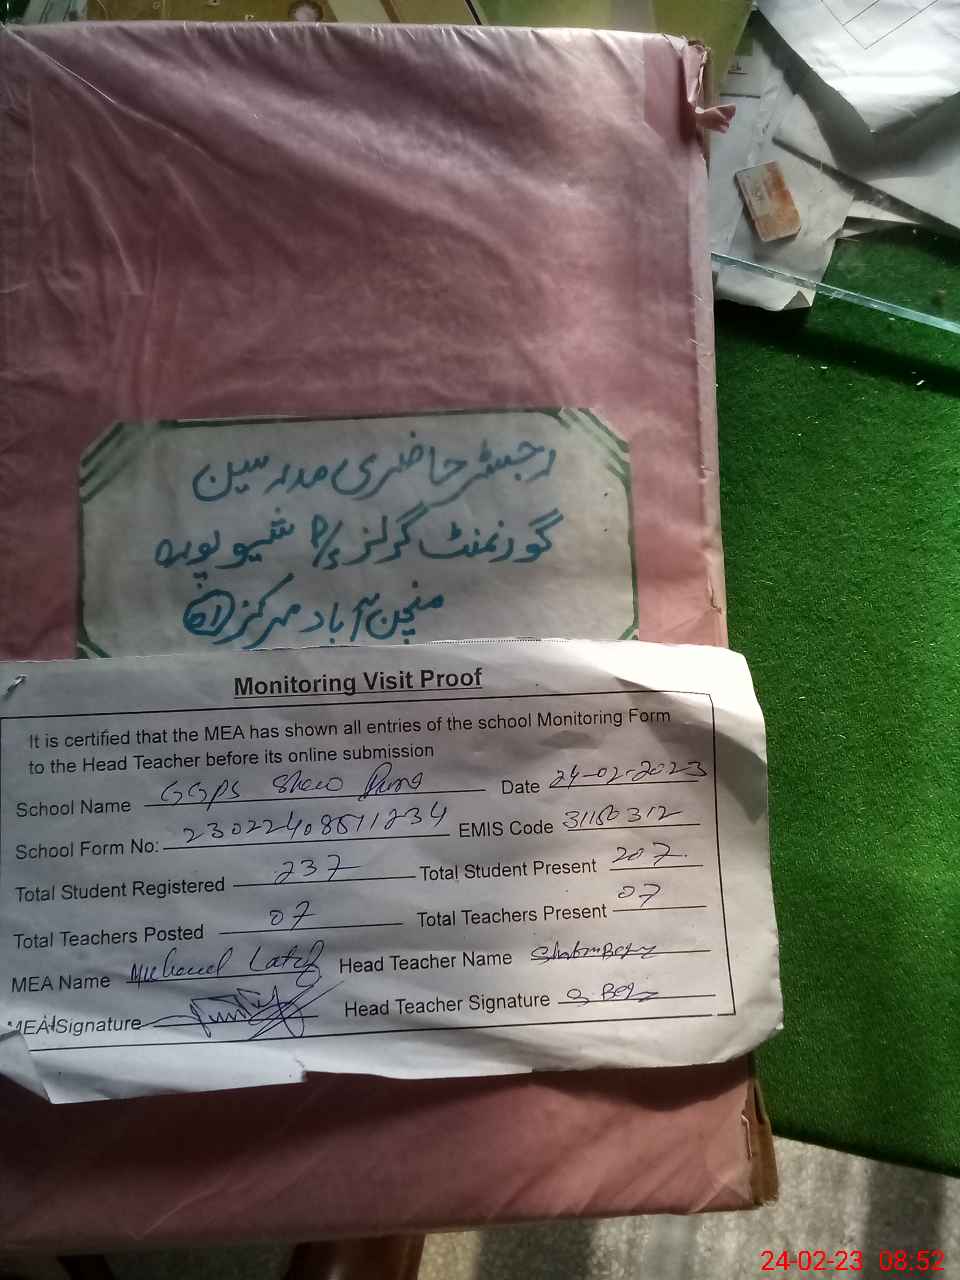 رجسٹر حاضری مدرسین
گورنمنٹ گرلز P/S شیو پورہ
منچن آباد مرکز
Monitoring Visit Proof
It is certified that the MEA has shown all entries of the school Monitoring Form
to the Head Teacher before its online submission
School Name GGPS Sheo Pura Date 24-02-2023
School Form No: EMIS Code 31150312
Total Student Registered 237 Total Student Present 207
Total Teachers Posted 07 Total Teachers Present 07
MEA Name Muhammad Latif Head Teacher Name
MEA Signature Head Teacher Signature
24-02-23 08:52